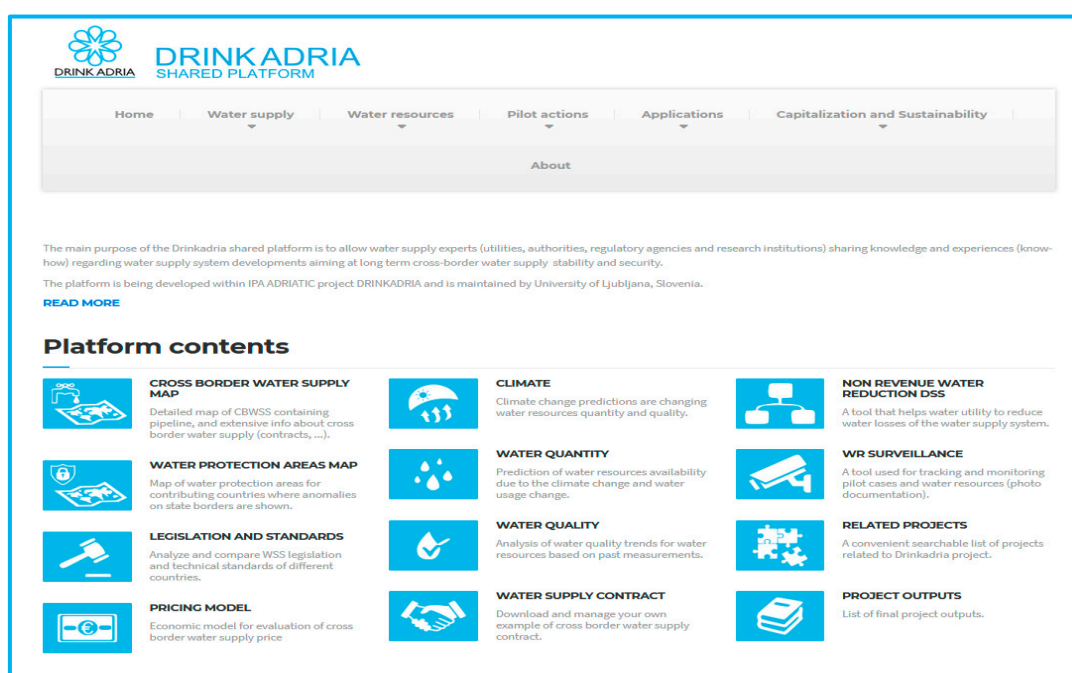 DRINK ADRIA
DRINK ADRIA
SHARED PLATFORM
Home
Water supply
Water resources
Pilot actions
Applications
Capitalization and Sustainability
About
The main purpose of the Drinkadria shared platform is to allow water supply experts (utilities, authorities, regulatory agencies and research institutions) sharing knowledge and experiences (know-
how) regarding water supply system developments aiming at long term cross-border water supply stability and security.
The platform is being developed within IPA ADRIATIC project DRINKADRIA and is maintained by University of Ljubljana, Slovenia.
READ MORE
Platform contents
CROSS BORDER WATER SUPPLY
MAP
Detailed map of CBWSS containing
pipeline, and extensive info about cross
border water supply (contracts, ...).
WATER PROTECTION AREAS MAP
Map of water protection areas for
contributing countries where anomalies
on state borders are shown.
LEGISLATION AND STANDARDS
Analyze and compare WSS legislation
and technical standards of different
countries.
PRICING MODEL
Economic model for evaluation of cross
border water supply price
CLIMATE
Climate change predictions are changing
water resources quantity and quality.
WATER QUANTITY
Prediction of water resources availability
due to the climate change and water
usage change.
WATER QUALITY
Analysis of water quality trends for water
resources based on past measurements.
WATER SUPPLY CONTRACT
Download and manage your own
example of cross border water supply
contract.
NON REVENUE WATER
REDUCTION DSS
A tool that helps water utility to reduce
water losses of the water supply system.
WR SURVEILLANCE
A tool used for tracking and monitoring
pilot cases and water resources (photo
documentation).
RELATED PROJECTS
A convenient searchable list of projects
related to Drinkadria project.
PROJECT OUTPUTS
List of final project outputs.